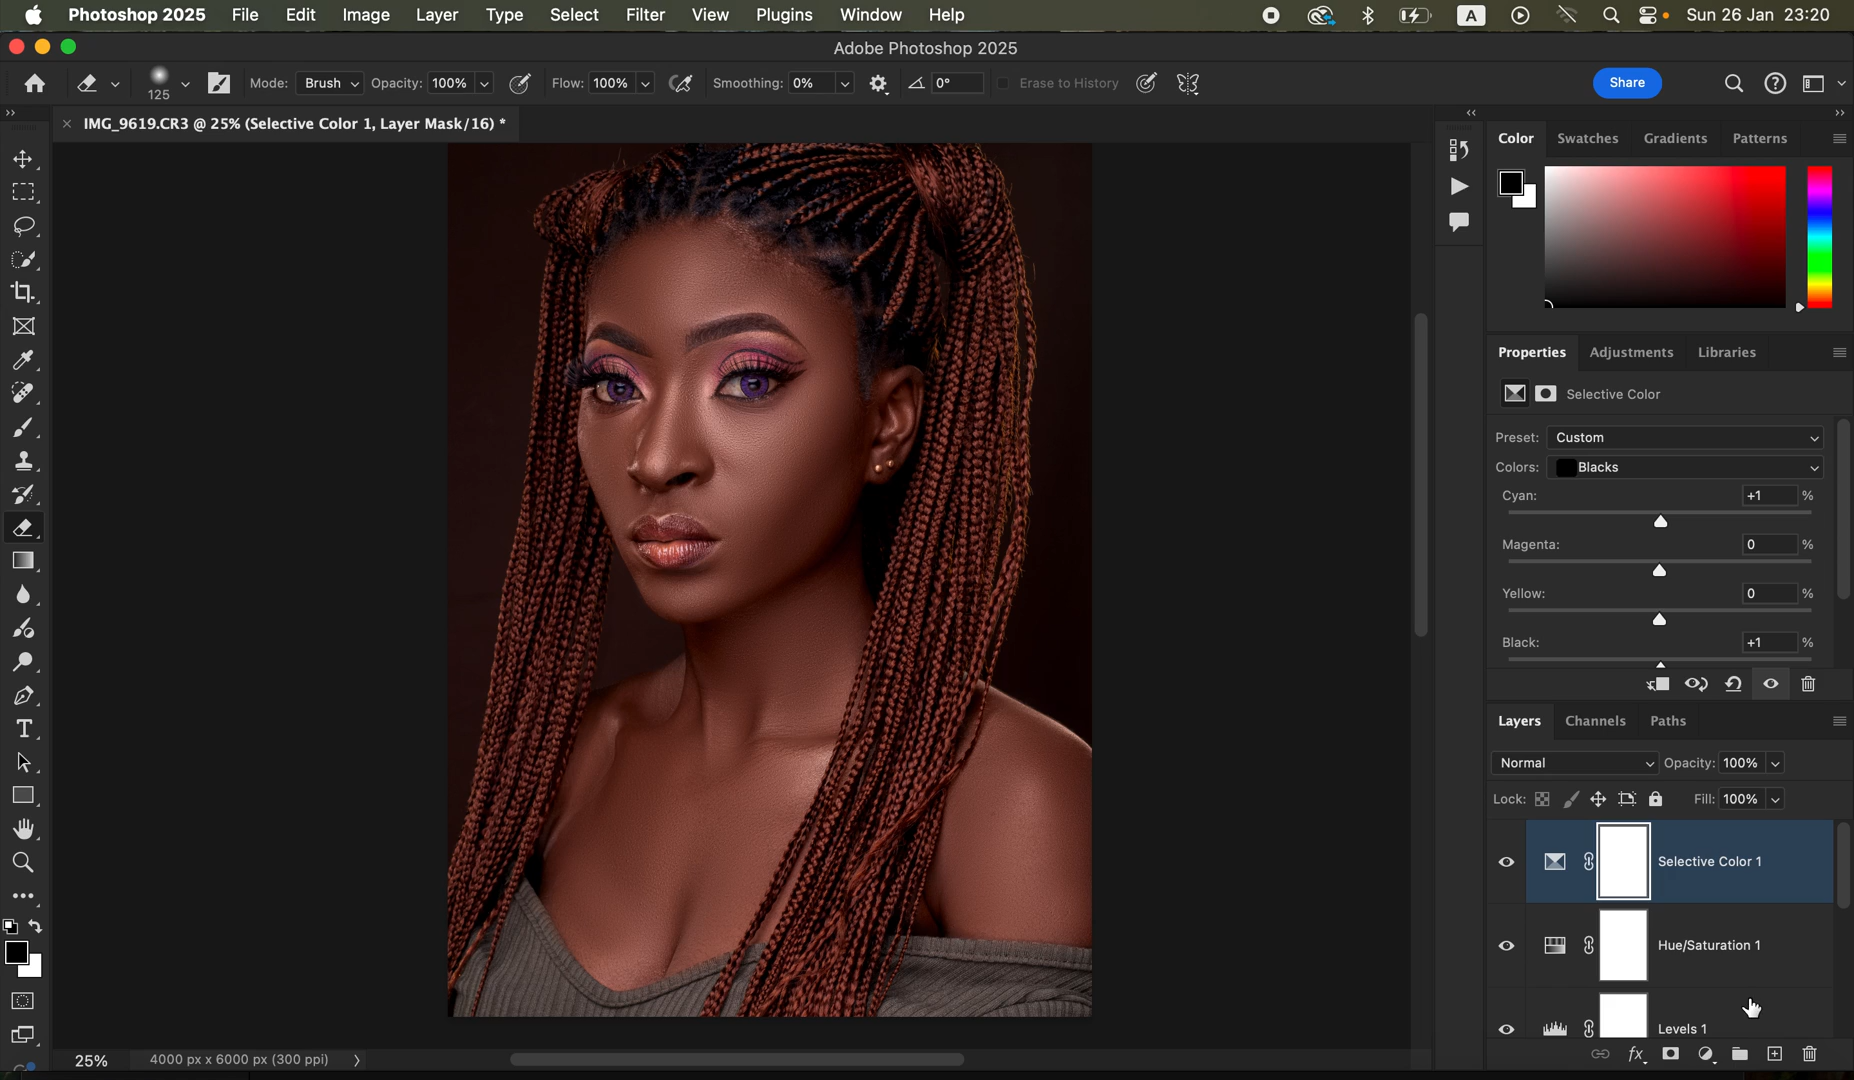 Photoshop 2025 File Edit Image Layer Type Select Filter View Plugins Window Help A Sun 26 Jan 23:20
Adobe Photoshop 2025
125 Mode: Brush Opacity: 100% Flow: 100% Smoothing: 0% 0° Erase to History Share
× IMG_9619.CR3 @ 25% (Selective Color 1, Layer Mask/16) *
Color Swatches Gradients Patterns
Properties Adjustments Libraries
Selective Color
Preset: Custom
Colors: Blacks
Cyan: +1 %
Magenta: 0 %
Yellow: 0 %
Black: +1 %
Layers Channels Paths
Normal Opacity: 100%
Lock: Fill: 100%
Selective Color 1
Hue/Saturation 1
Levels 1
25% 4000 px x 6000 px (300 ppi)